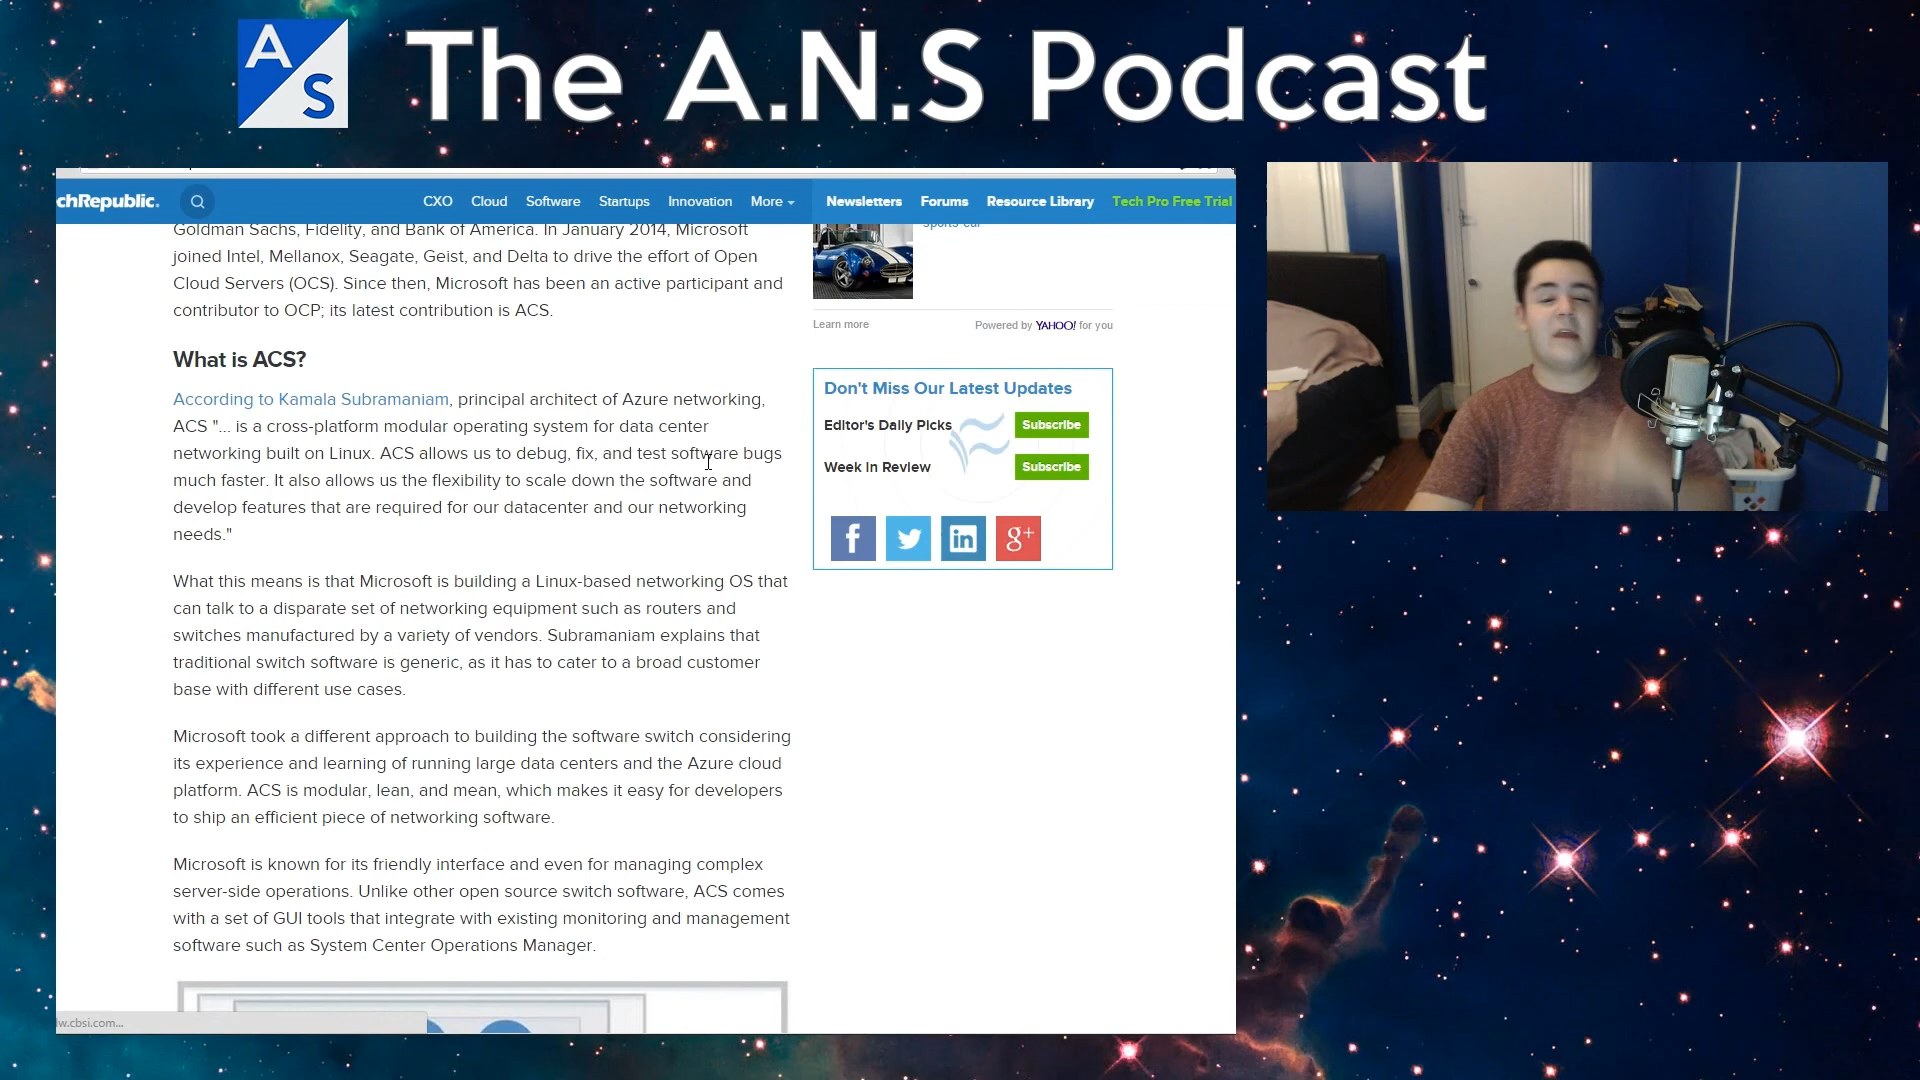 A
S
The A.N.S Podcast
chRepublic.
CXO Cloud Software Startups Innovation More Newsletters Forums Resource Library Tech Pro Free Trial
Goldman Sachs, Fidelity, and Bank of America. In January 2014, Microsoft
joined Intel, Mellanox, Seagate, Geist, and Delta to drive the effort of Open
Cloud Servers (OCS). Since then, Microsoft has been an active participant and
contributor to OCP; its latest contribution is ACS.
What is ACS?
According to Kamala Subramaniam, principal architect of Azure networking,
ACS "... is a cross-platform modular operating system for data center
networking built on Linux. ACS allows us to debug, fix, and test software bugs
much faster. It also allows us the flexibility to scale down the software and
develop features that are required for our datacenter and our networking
needs."
What this means is that Microsoft is building a Linux-based networking OS that
can talk to a disparate set of networking equipment such as routers and
switches manufactured by a variety of vendors. Subramaniam explains that
traditional switch software is generic, as it has to cater to a broad customer
base with different use cases.
Microsoft took a different approach to building the software switch considering
its experience and learning of running large data centers and the Azure cloud
platform. ACS is modular, lean, and mean, which makes it easy for developers
to ship an efficient piece of networking software.
Microsoft is known for its friendly interface and even for managing complex
server-side operations. Unlike other open source switch software, ACS comes
with a set of GUI tools that integrate with existing monitoring and management
software such as System Center Operations Manager.
sports car
Learn more Powered by YAHOO! for you
Don't Miss Our Latest Updates
Editor's Daily Picks Subscribe
Week in Review Subscribe
f in g+
lw.cbsi.com...